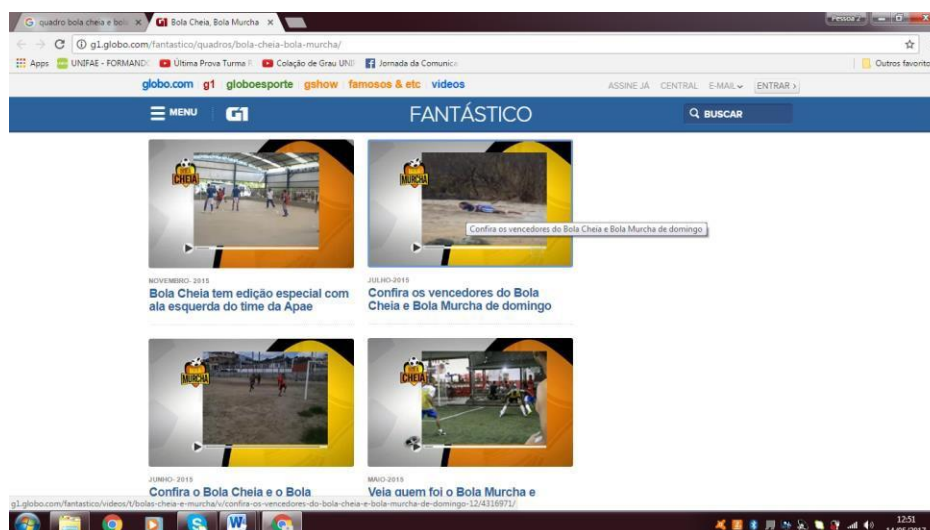 quadro bola cheia e bol
Bola Cheia, Bola Murcha
Pessoa 2
g1.globo.com/fantastico/quadros/bola-cheia-bola-murcha/
Apps UNIFAE - FORMAND Última Prova Turma Colação de Grau UNI Jornada da Comunic Outros favorito
globo.com g1 globoesporte gshow famosos & etc vídeos ASSINE JÁ CENTRAL E-MAIL ENTRAR
MENU G1 FANTÁSTICO BUSCAR
BOLA CHEIA
BOLA MURCHA
Confira os vencedores do Bola Cheia e Bola Murcha de domingo
NOVEMBRO-2015
Bola Cheia tem edição especial com
ala esquerda do time da Apae
JULHO-2015
Confira os vencedores do Bola
Cheia e Bola Murcha de domingo
BOLA MURCHA
BOLA CHEIA
JUNHO-2015
Confira o Bola Cheia e o Bola
MAIO-2015
Veja quem foi o Bola Murcha e
g1.globo.com/fantastico/videos/t/bolas-cheia-e-murcha/v/confira-os-vencedores-do-bola-cheia-e-bola-murcha-de-domingo-12/4316971/
12:51